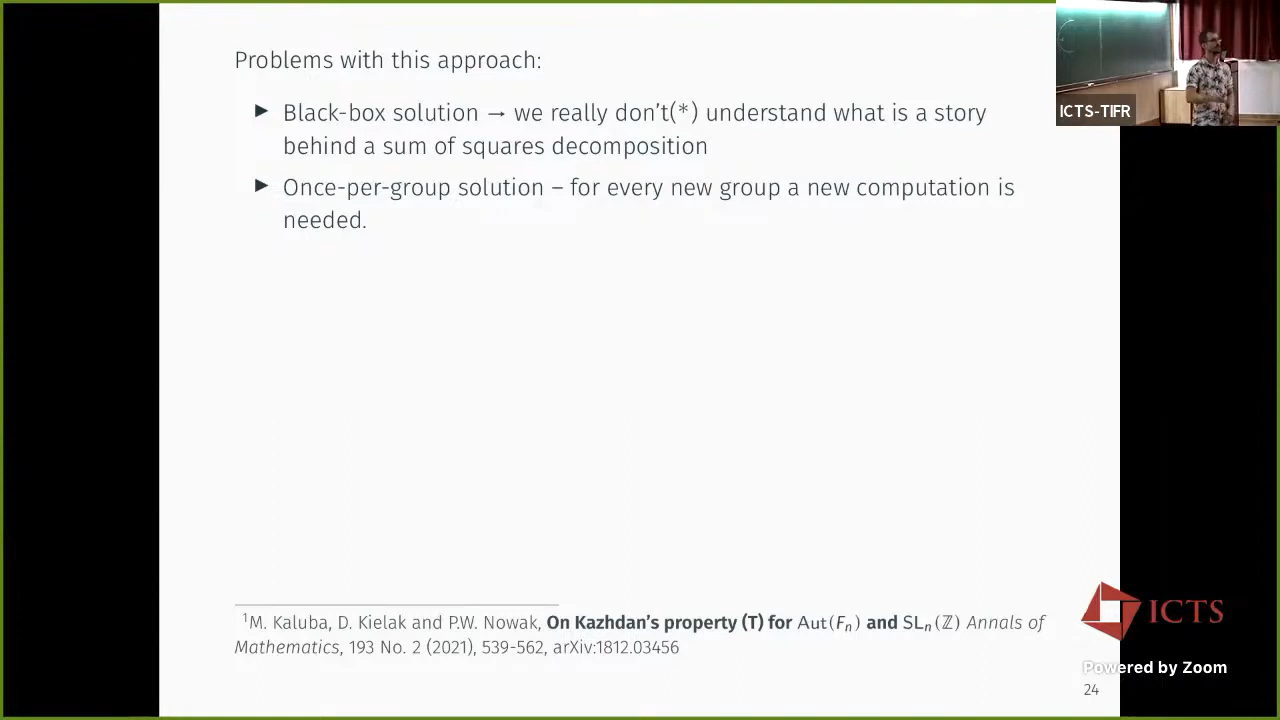 Problems with this approach:
▶ Black-box solution → we really don't(*) understand what is a story
behind a sum of squares decomposition
▶ Once-per-group solution – for every new group a new computation is
needed.
ICTS-TIFR
¹M. Kaluba, D. Kielak and P.W. Nowak, On Kazhdan's property (T) for Aut(Fₙ) and SLₙ(ℤ) Annals of
Mathematics, 193 No. 2 (2021), 539-562, arXiv:1812.03456
ICTS
Powered by Zoom
24